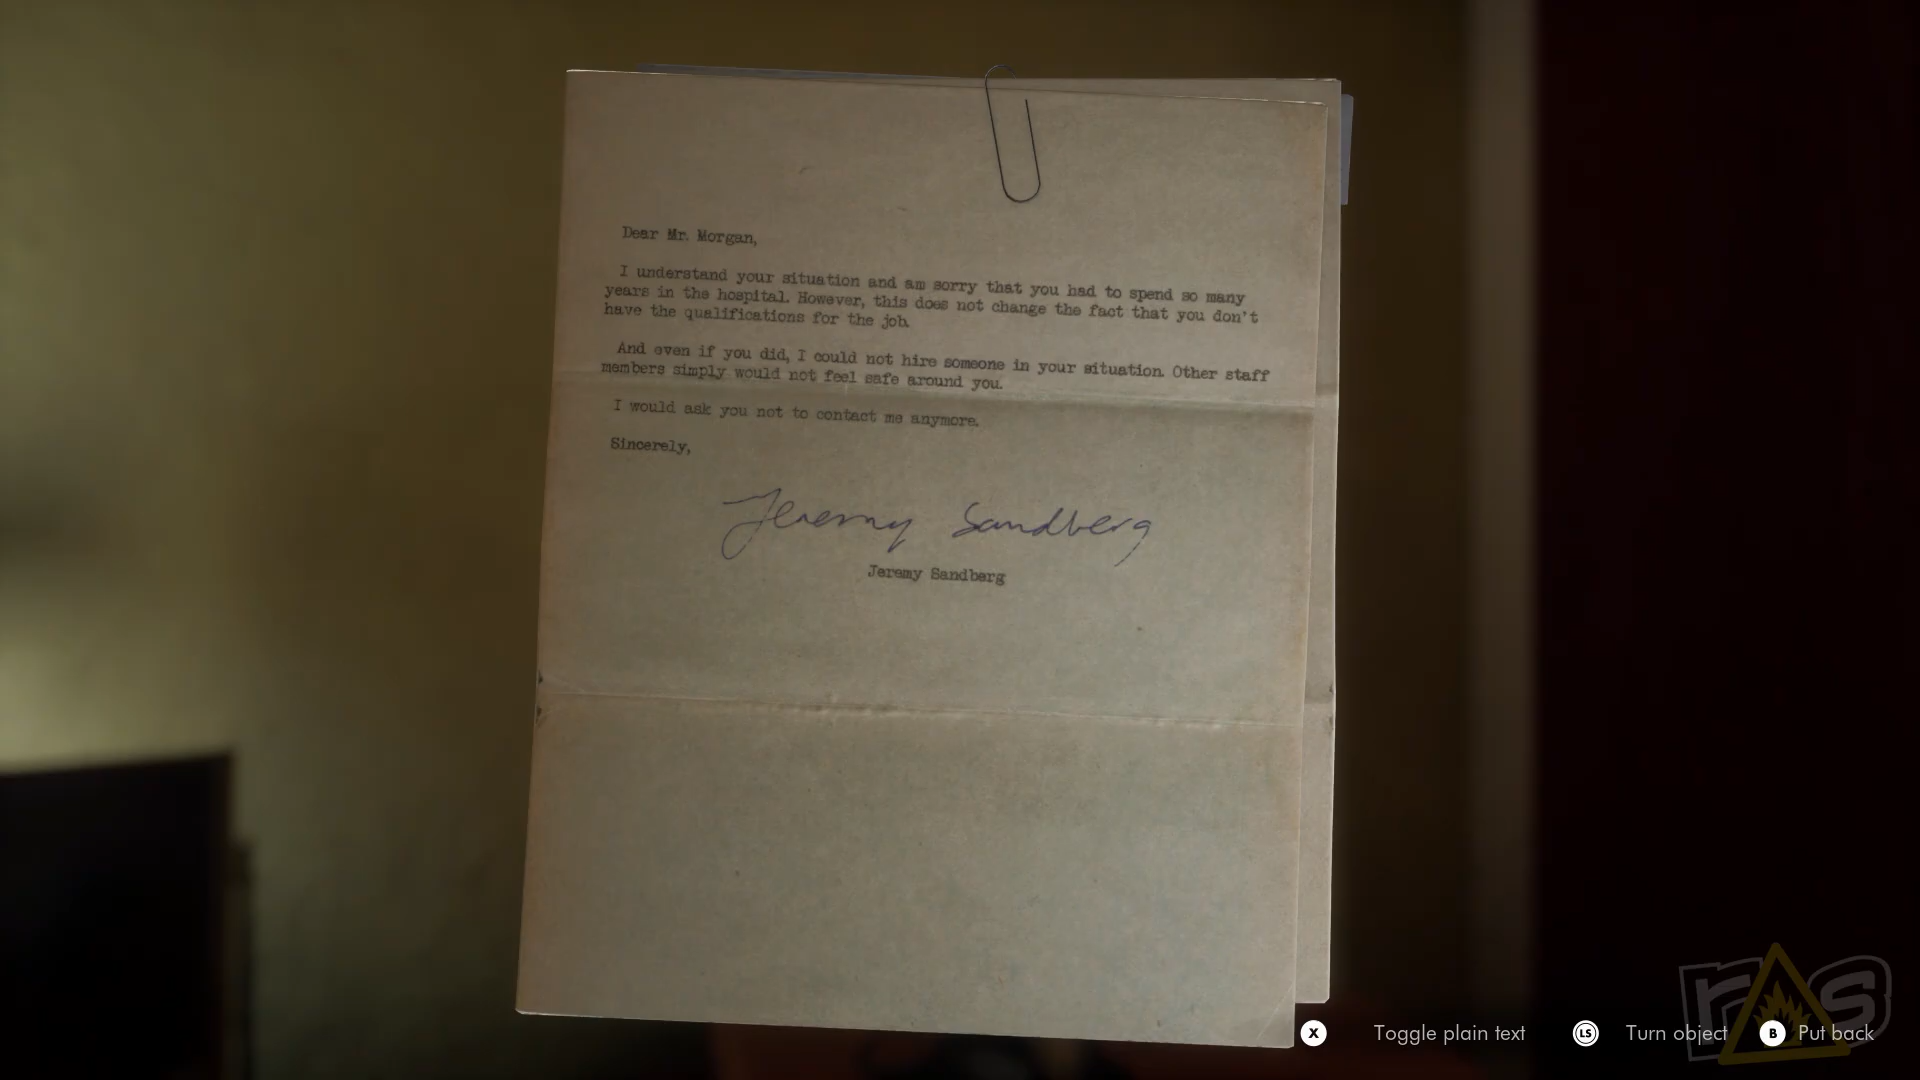 Dear Mr. Morgan,
I understand your situation and am sorry that you had to spend so many
years in the hospital. However, this does not change the fact that you don't
have the qualifications for the job.
And even if you did, I could not hire someone in your situation. Other staff
members simply would not feel safe around you.
I would ask you not to contact me anymore.
Sincerely,
Jeremy Sandberg
Jeremy Sandberg
X Toggle plain text LS Turn object B Put back
ras